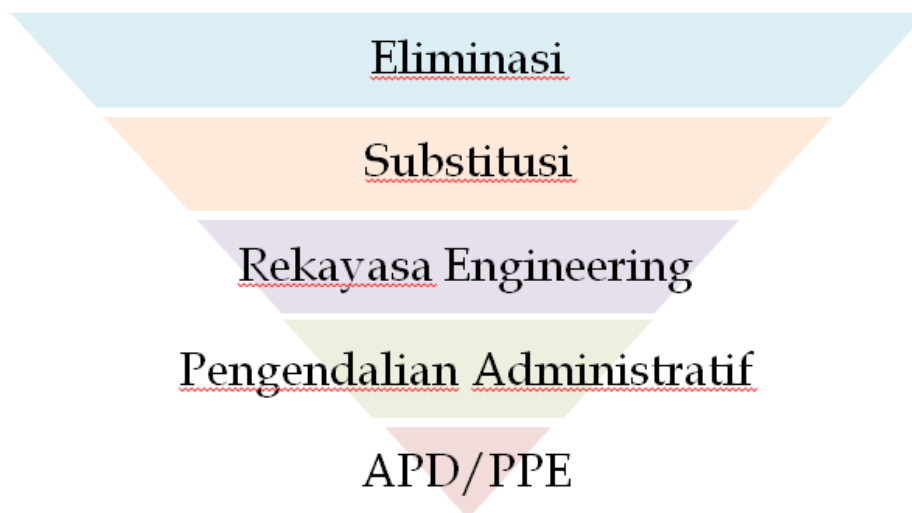 Eliminasi
Substitusi
Rekayasa Engineering
Pengendalian Administratif
APD/PPE